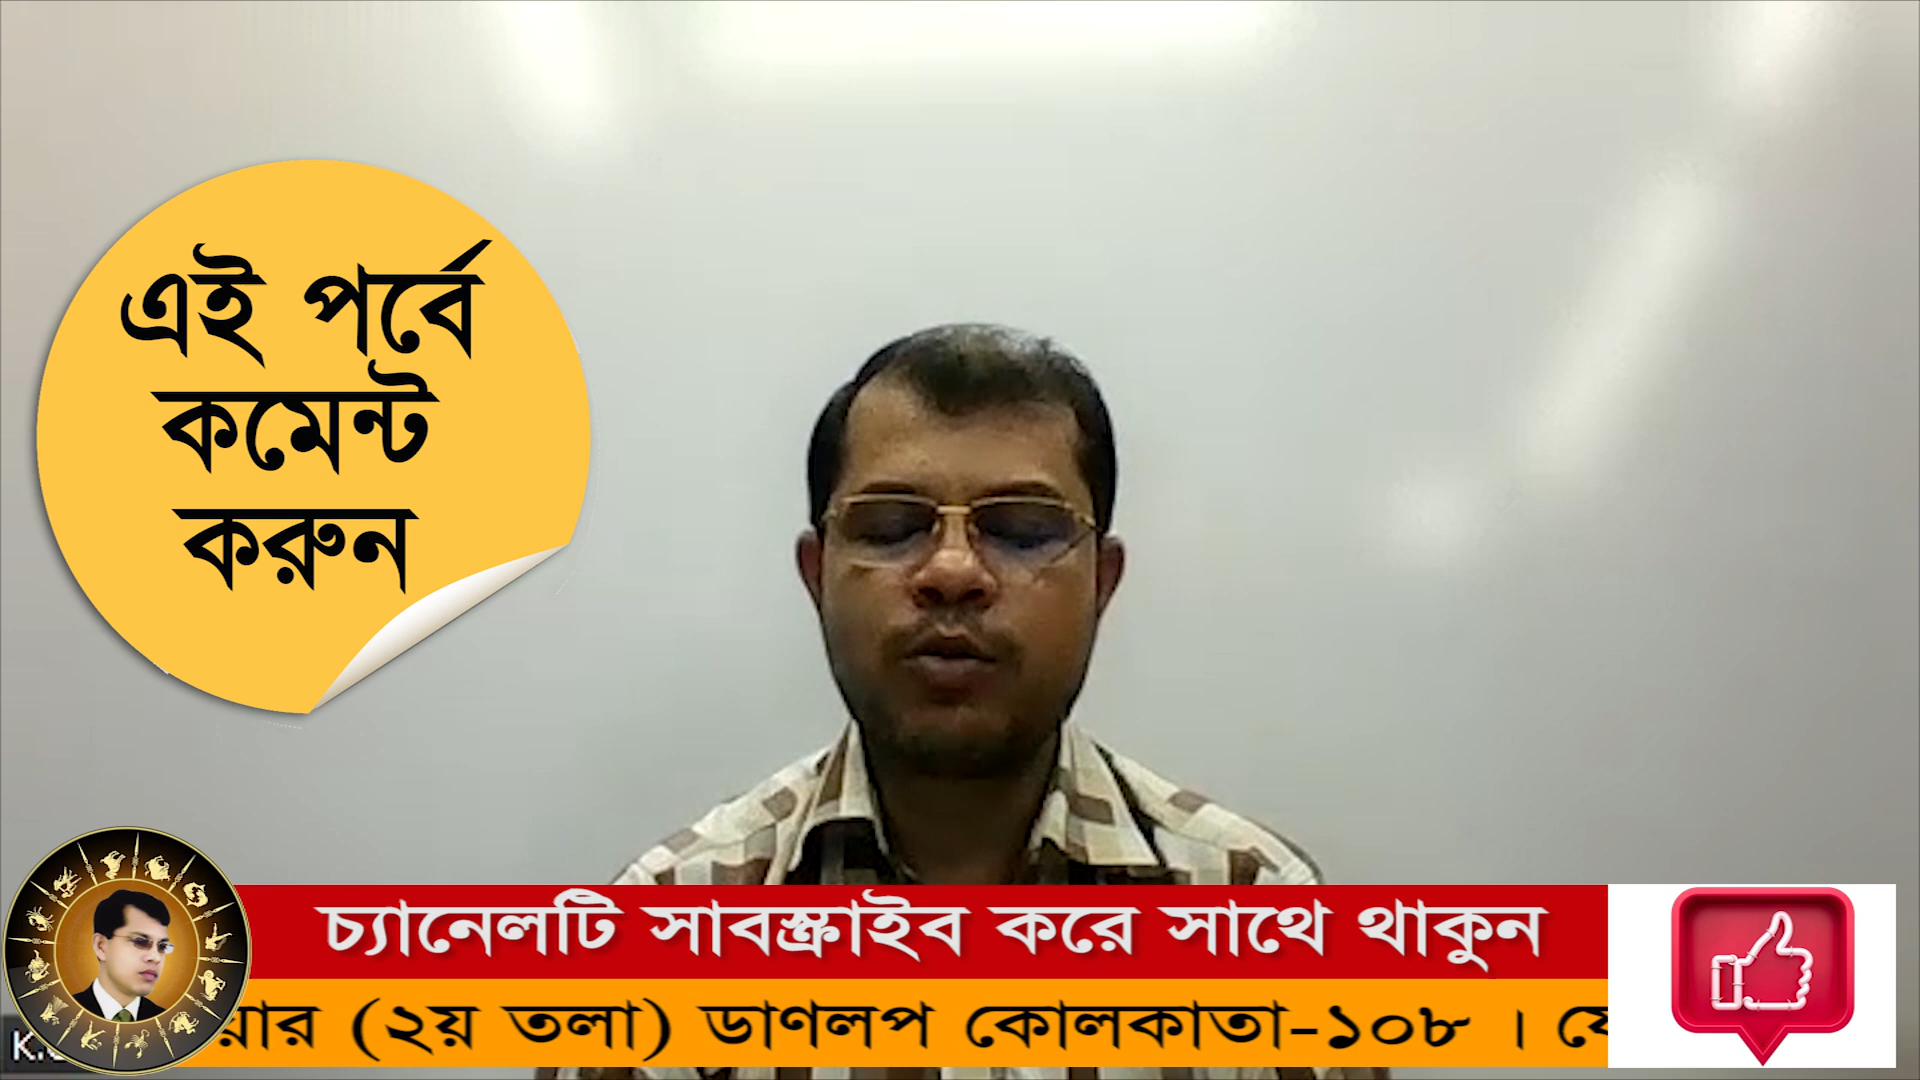 এই পর্বে
কমেন্ট
করুন
চ্যানেলটি সাবস্ক্রাইব করে সাথে থাকুন
য়ার (২য় তলা) ডাণলপ কোলকাতা-১০৮ । ফো